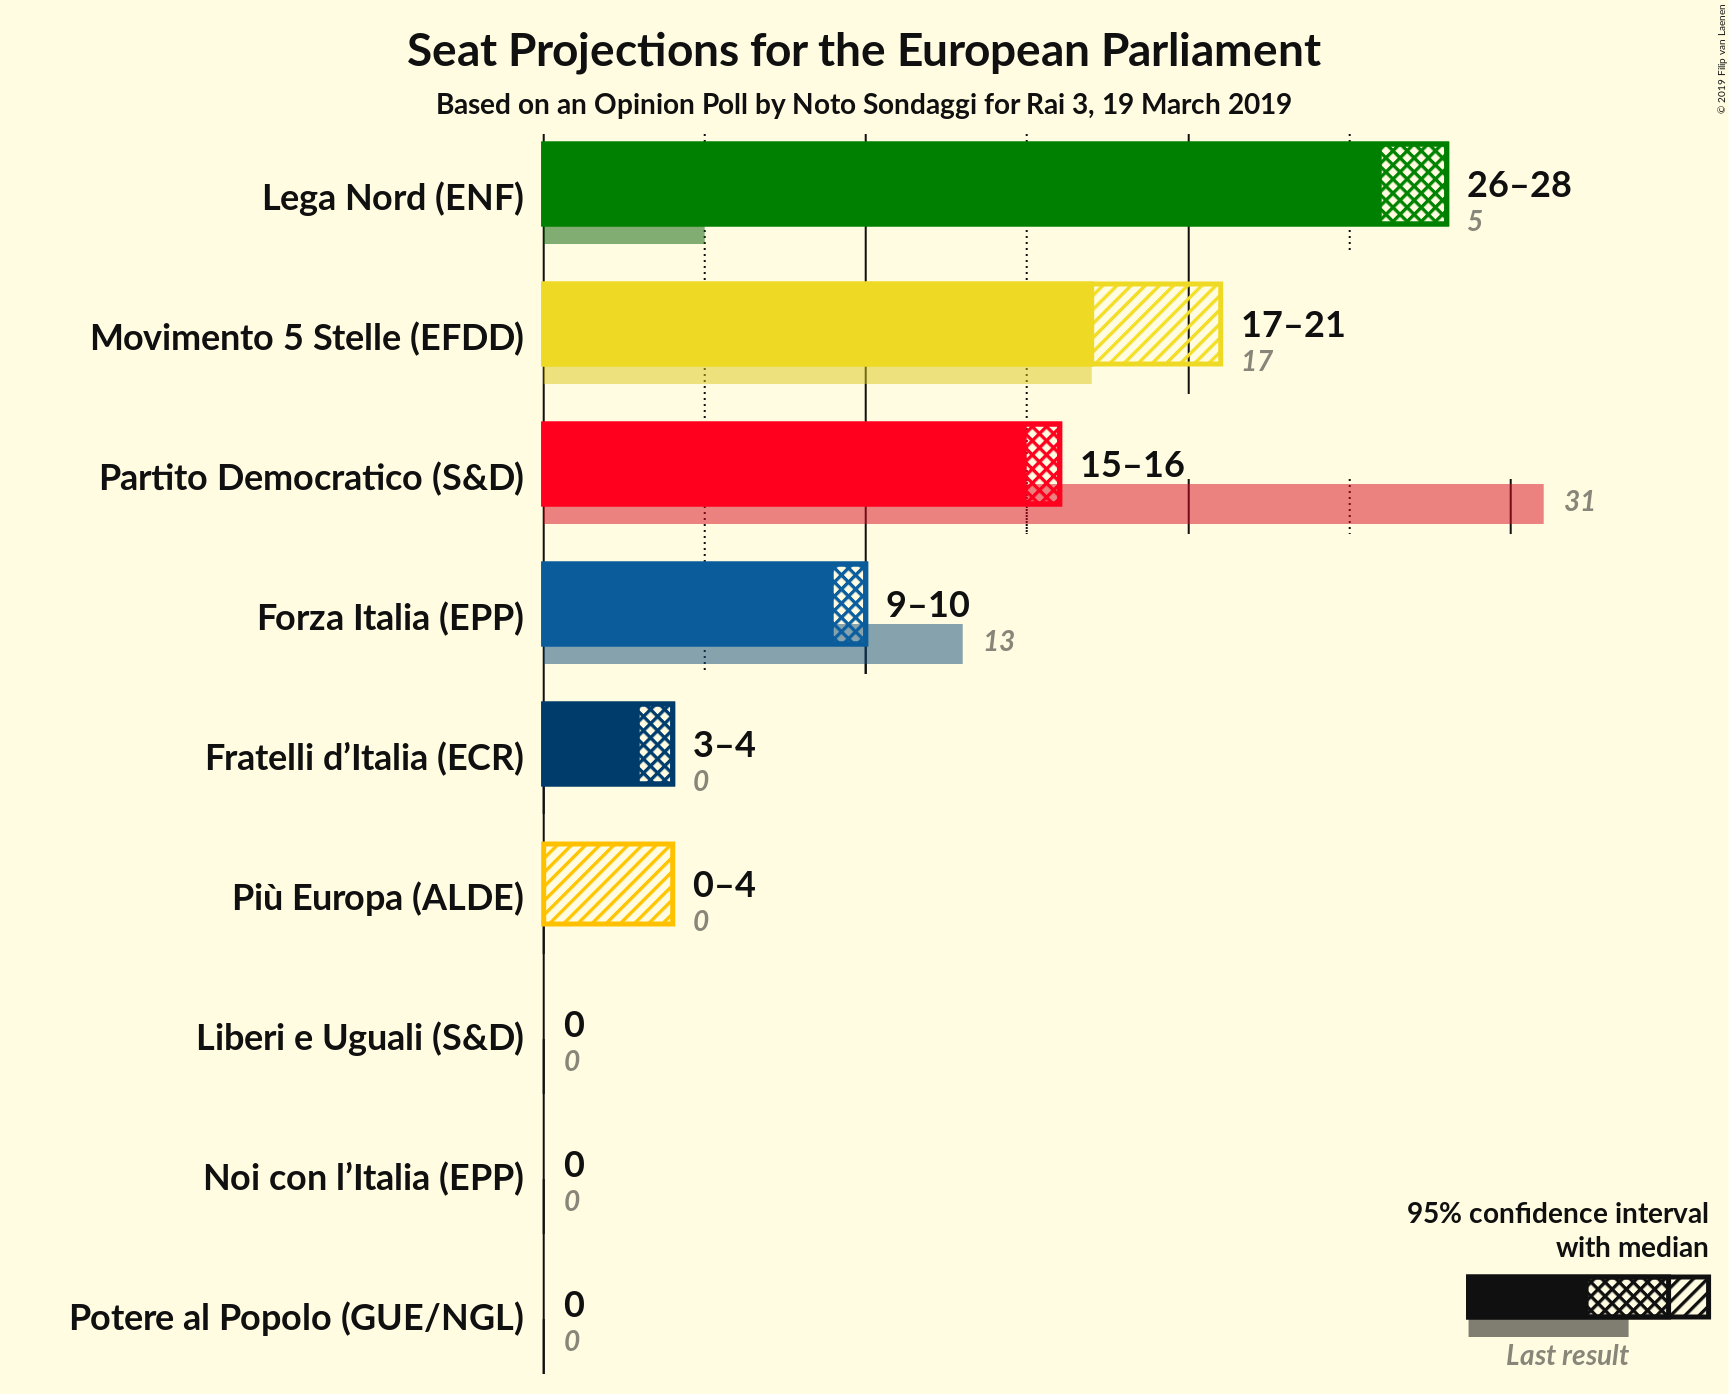 Seat Projections for the European Parliament
Based on an Opinion Poll by Noto Sondaggi for Rai 3, 19 March 2019
© 2019 Filip van Laenen
Lega Nord (ENF)
26–28
5
Movimento 5 Stelle (EFDD)
17–21
17
Partito Democratico (S&D)
15–16
31
Forza Italia (EPP)
9–10
13
Fratelli d’Italia (ECR)
3–4
0
Più Europa (ALDE)
0–4
0
Liberi e Uguali (S&D)
0
0
Noi con l’Italia (EPP)
0
0
Potere al Popolo (GUE/NGL)
0
0
95% confidence interval
with median
Last result